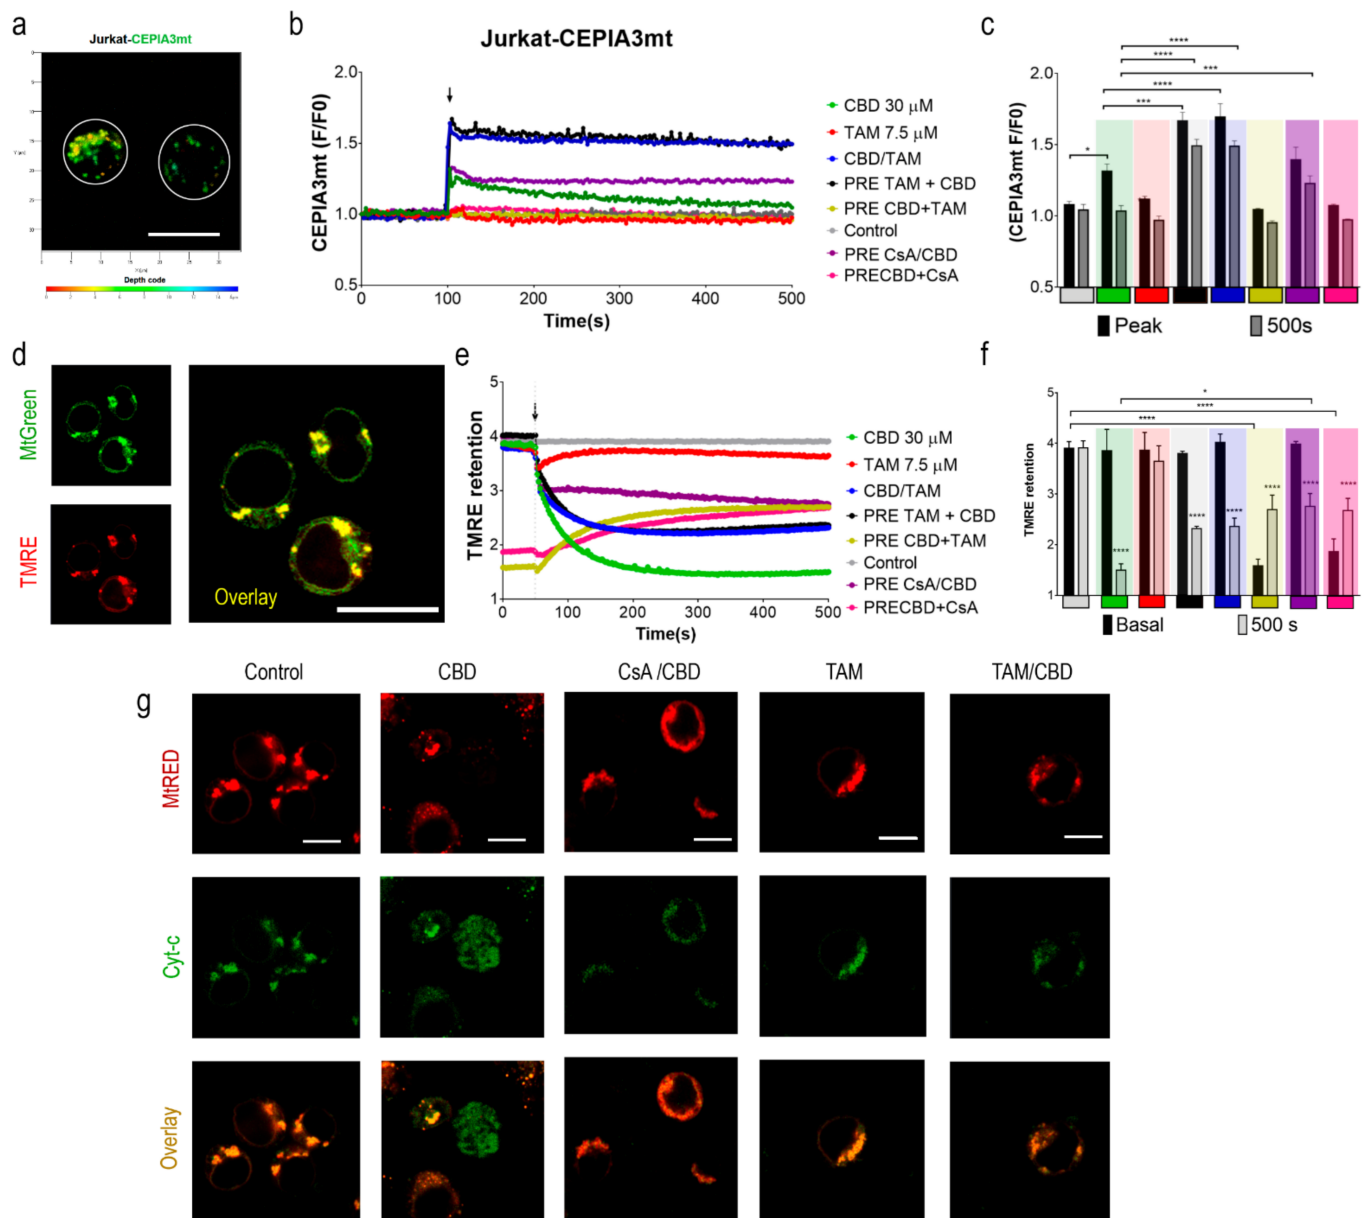 a
Jurkat-CEPIA3mt
Depth code
b
Jurkat-CEPIA3mt
CEPIA3mt (F/F0)
2.0
1.5
1.0
0.5
0 100 200 300 400 500
Time(s)
CBD 30 μM
TAM 7.5 μM
CBD/TAM
PRE TAM + CBD
PRE CBD+TAM
Control
PRE CsA/CBD
PRECBD+CsA
c
(CEPIA3mt F/F0)
2.0
1.5
1.0
0.5
****
****
***
****
***
*
Peak 500s
d
MtGreen
TMRE
Overlay
e
TMRE retention
5
4
3
2
1
0 100 200 300 400 500
Time(s)
CBD 30 μM
TAM 7.5 μM
CBD/TAM
PRE TAM + CBD
PRE CBD+TAM
Control
PRE CsA/CBD
PRECBD+CsA
f
TMRE retention
5
4
3
2
1
*
****
****
**** **** **** **** **** ****
Basal 500 s
g
Control CBD CsA /CBD TAM TAM/CBD
MtRED
Cyt-c
Overlay